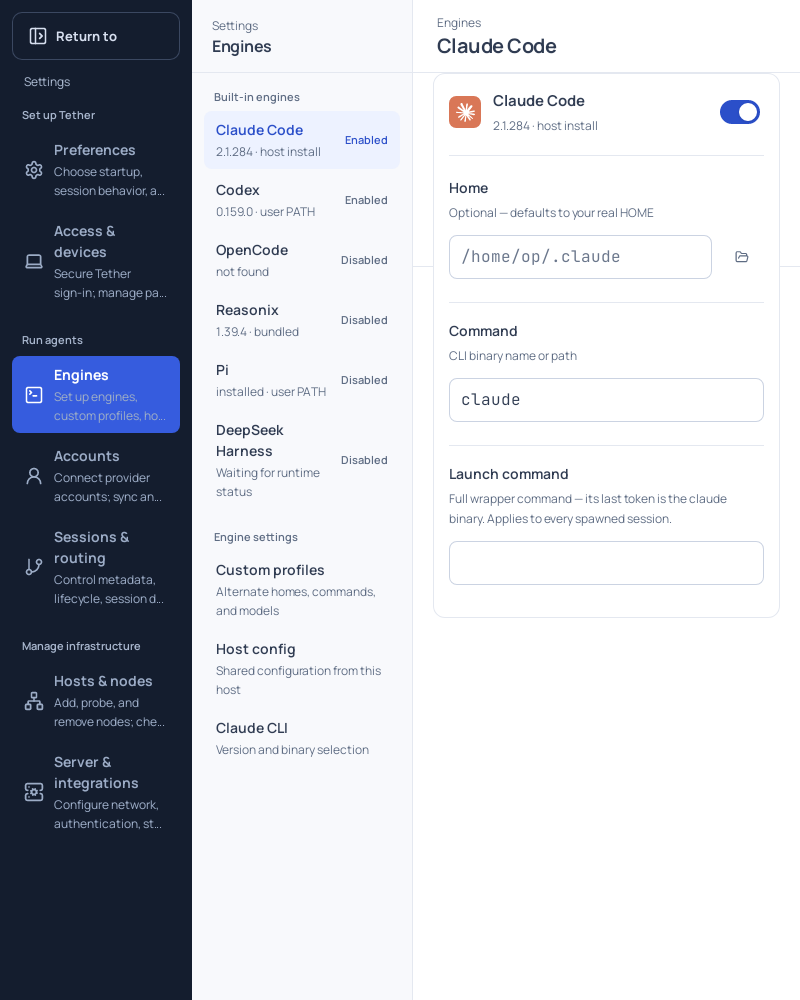 Return to
Settings
Set up Tether
Preferences
Choose startup,
session behavior, a...
Access &
devices
Secure Tether
sign-in; manage pa...
Run agents
Engines
Set up engines,
custom profiles, ho...
Accounts
Connect provider
accounts; sync an...
Sessions &
routing
Control metadata,
lifecycle, session d...
Manage infrastructure
Hosts & nodes
Add, probe, and
remove nodes; che...
Server &
integrations
Configure network,
authentication, st...
Settings
Engines
Built-in engines
Claude Code
2.1.284 · host install
Enabled
Codex
0.159.0 · user PATH
Enabled
OpenCode
not found
Disabled
Reasonix
1.39.4 · bundled
Disabled
Pi
installed · user PATH
Disabled
DeepSeek
Harness
Waiting for runtime
status
Disabled
Engine settings
Custom profiles
Alternate homes, commands,
and models
Host config
Shared configuration from this
host
Claude CLI
Version and binary selection
Engines
Claude Code
Claude Code
2.1.284 · host install
Home
Optional — defaults to your real HOME
/home/op/.claude
Command
CLI binary name or path
claude
Launch command
Full wrapper command — its last token is the claude
binary. Applies to every spawned session.